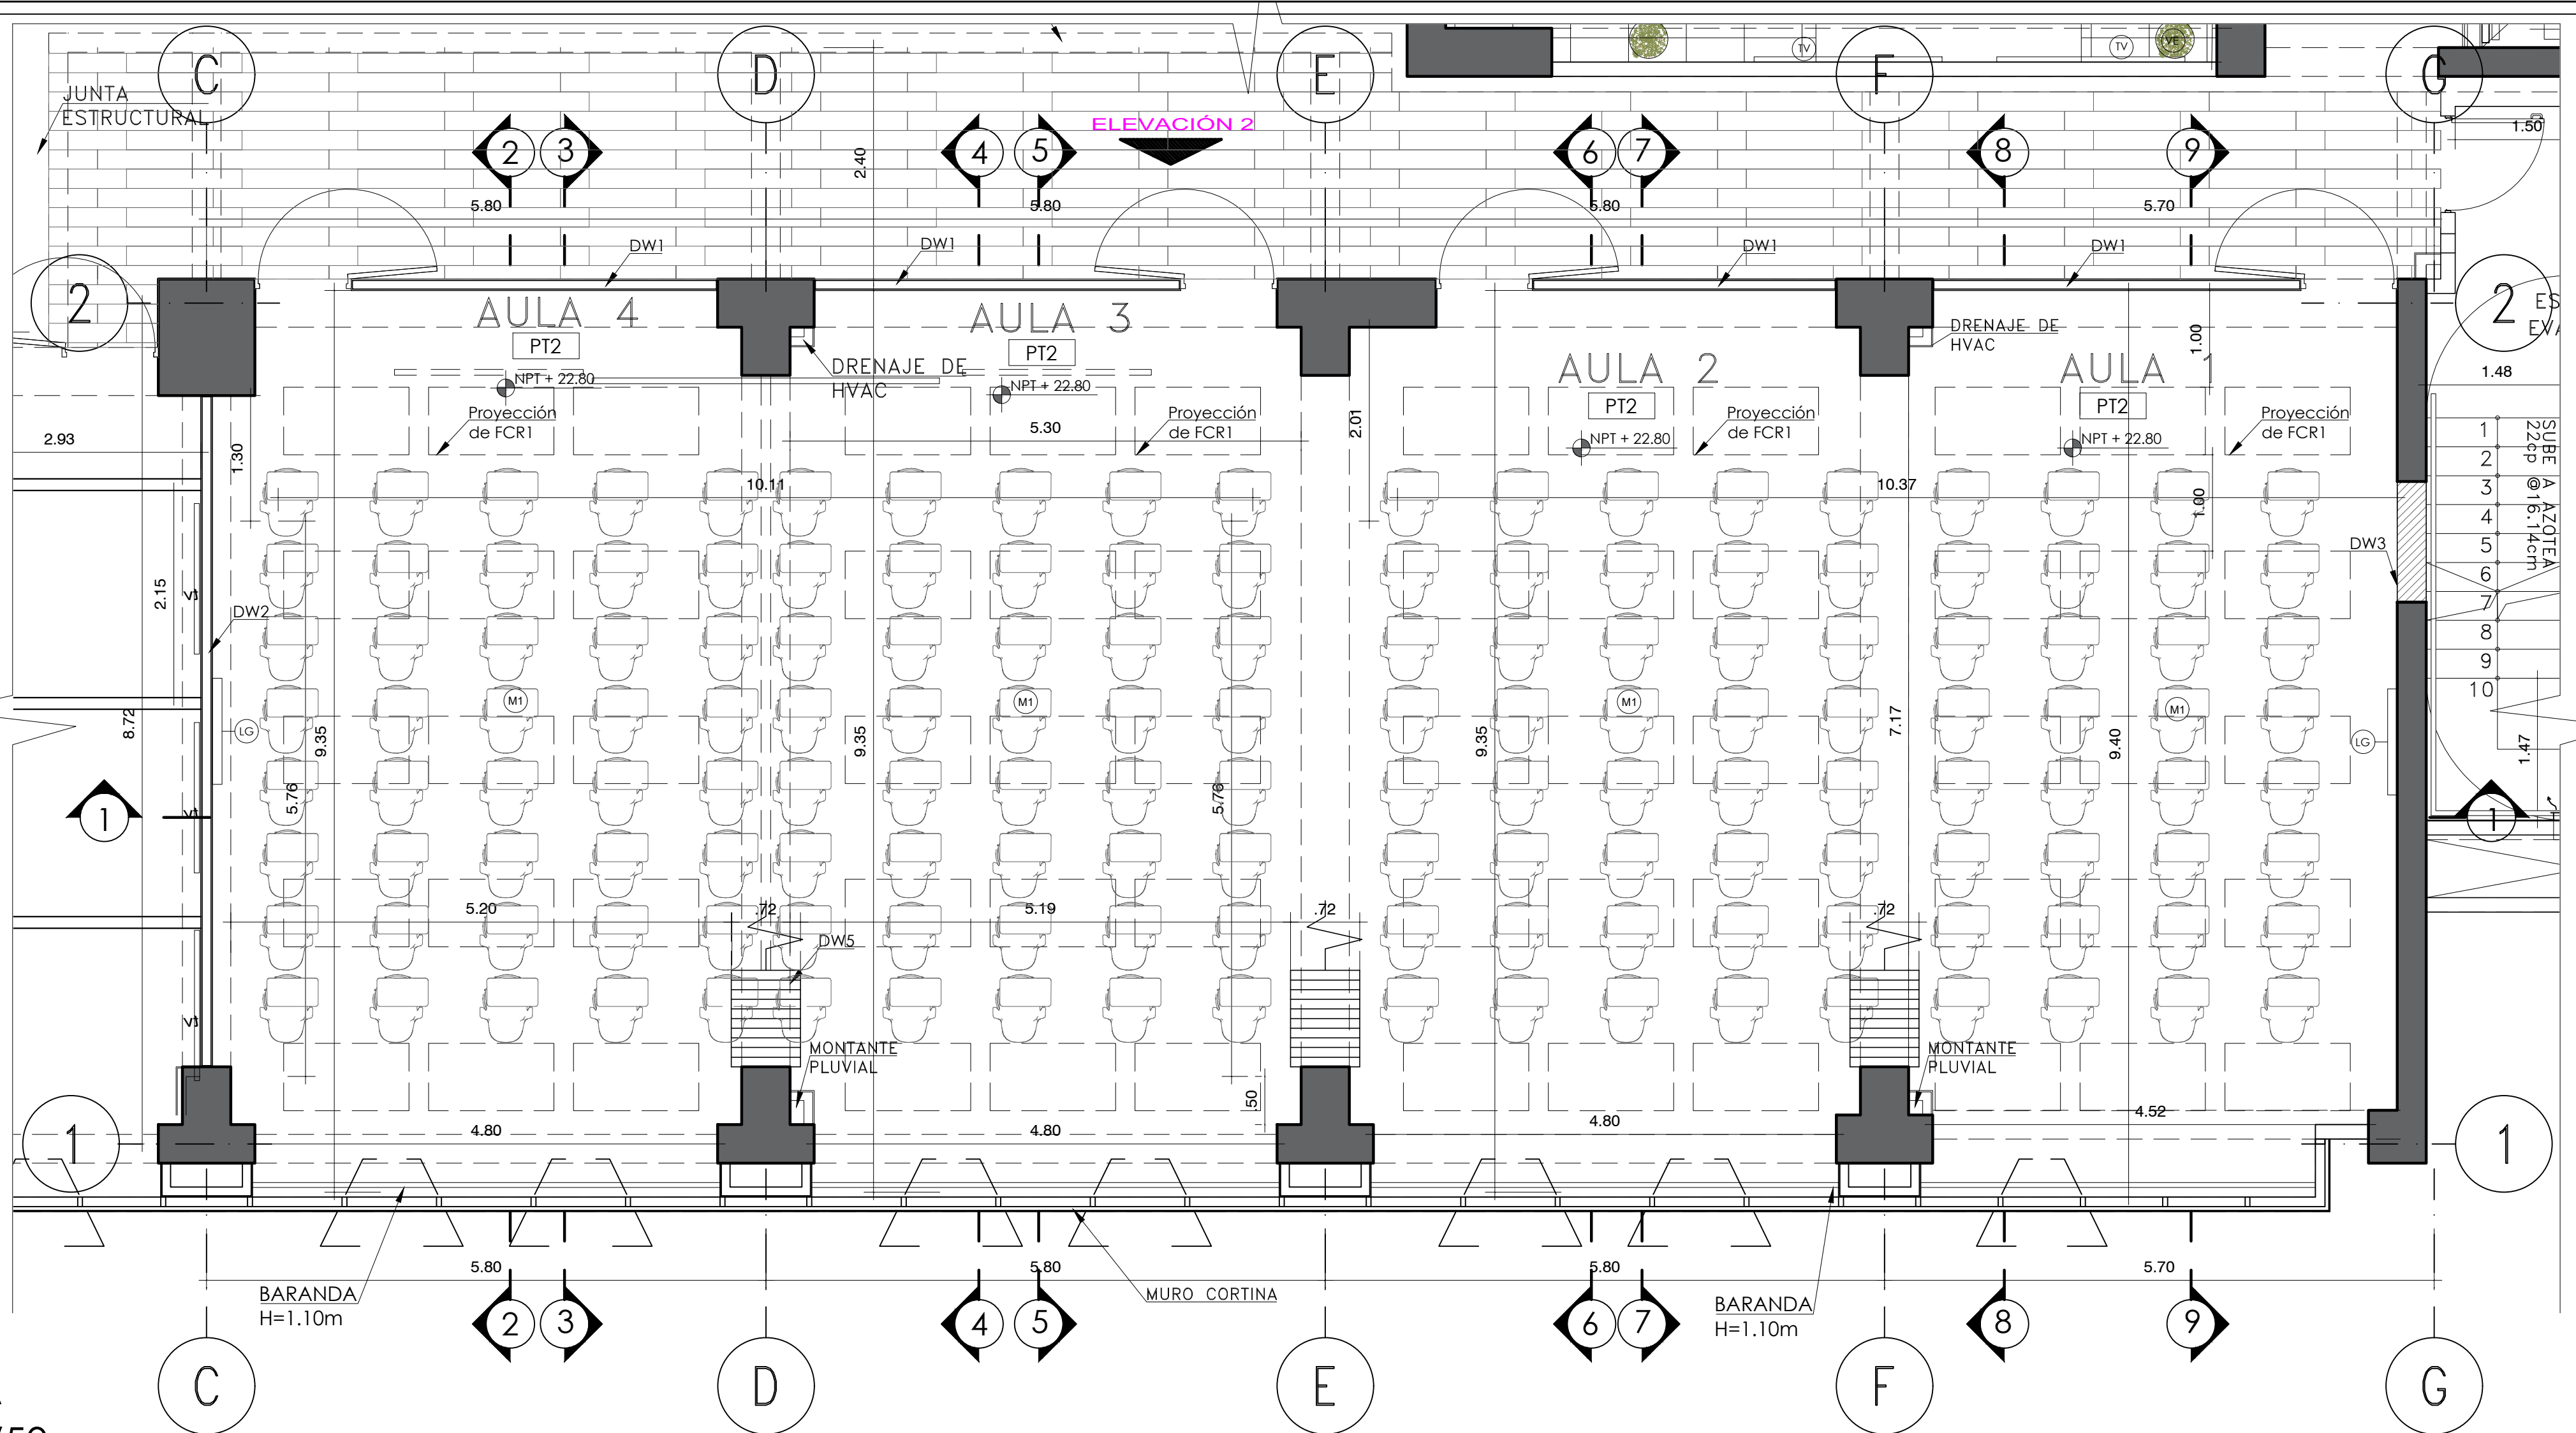 C
D
E
F
G
TV
TV
VE
JUNTA
ESTRUCTURAL
ELEVACIÓN 2
2
3
4
5
6
7
8
9
1.50
2.40
5.80
5.80
5.80
5.70
DW1
DW1
DW1
DW1
2
2
ES
AULA 4
AULA 3
AULA 2
AULA 1
PT2
PT2
PT2
PT2
DRENAJE DE
HVAC
DRENAJE DE
HVAC
1.00
1.48
NPT + 22.80
NPT + 22.80
NPT + 22.80
NPT + 22.80
Proyección
de FCR1
Proyección
de FCR1
Proyección
de FCR1
Proyección
de FCR1
2.93
1.30
5.30
2.01
10.11
10.37
1.00
SUBE A AZOTEA
22cp @16.14cm
1
2
3
4
5
6
7
8
9
10
DW3
2.15
DW2
M1
M1
M1
M1
LG
LG
8.72
9.35
9.35
9.35
7.17
9.40
1.47
5.76
5.76
1
1
5.20
.72
5.19
.72
.72
DW5
MONTANTE
PLUVIAL
MONTANTE
PLUVIAL
.50
4.80
4.80
4.80
4.52
1
1
5.80
5.80
5.80
5.70
BARANDA
H=1.10m
MURO CORTINA
BARANDA
H=1.10m
2
3
4
5
6
7
8
9
C
D
E
F
G